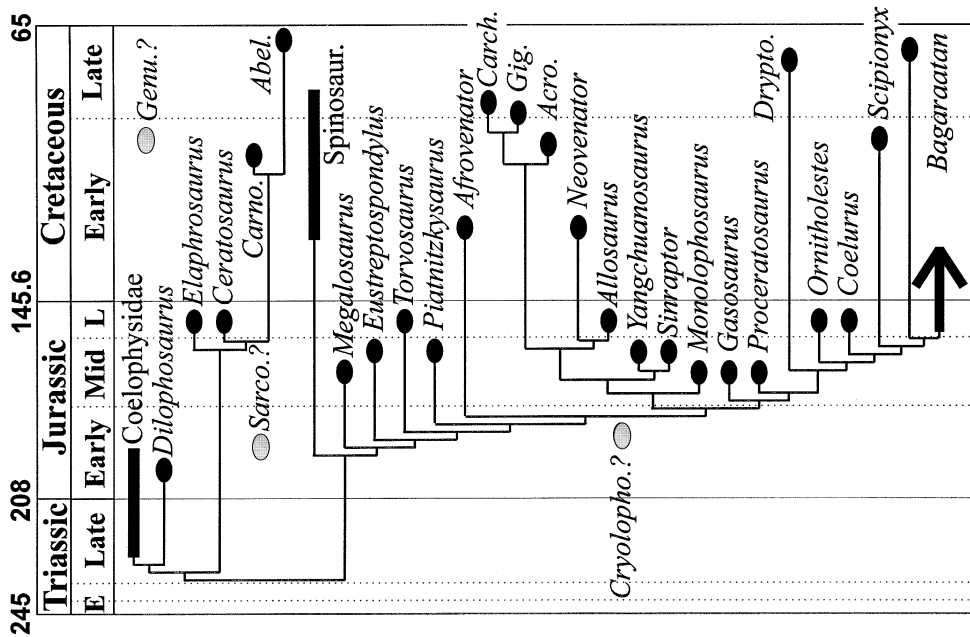 245
208
145.6
65
Triassic
Jurassic
Cretaceous
E
Late
Early
Mid
L
Early
Late
Coelophysidae
Dilophosaurus
Genu.?
Elaphrosaurus
Ceratosaurus
Carno.
Sarco.?
Abel.
Spinosaur.
Megalosaurus
Eustreptospondylus
Torvosaurus
Piatnitzkysaurus
Afrovenator
Carch.
Gig.
Acro.
Neovenator
Allosaurus
Cryolopho.?
Yangchuanosaurus
Sinraptor
Monolophosaurus
Gasosaurus
Proceratosaurus
Drypto.
Ornitholestes
Coelurus
Scipionyx
Bagaraatan